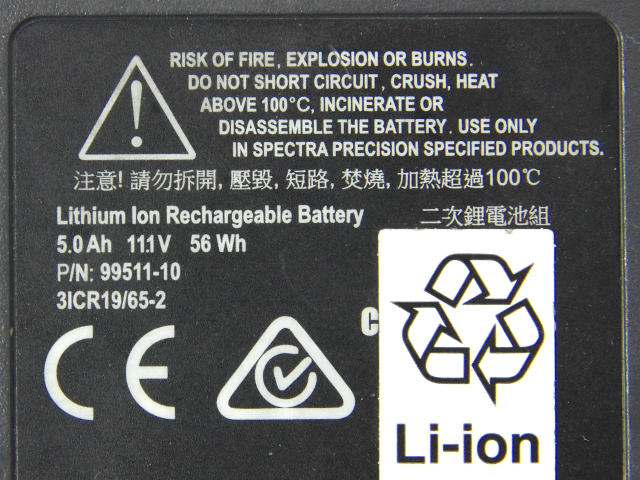 RISK OF FIRE, EXPLOSION OR BURNS.
DO NOT SHORT CIRCUIT, CRUSH, HEAT
ABOVE 100°C, INCINERATE OR
DISASSEMBLE THE BATTERY. USE ONLY
IN SPECTRA PRECISION SPECIFIED PRODUCTS.
注意! 請勿拆開, 壓毀, 短路, 焚燒, 加熱超過100℃
Lithium Ion Rechargeable Battery 二次鋰電池組
5.0 Ah 11.1 V 56 Wh
P/N: 99511-10
3ICR19/65-2
CE
Li-ion